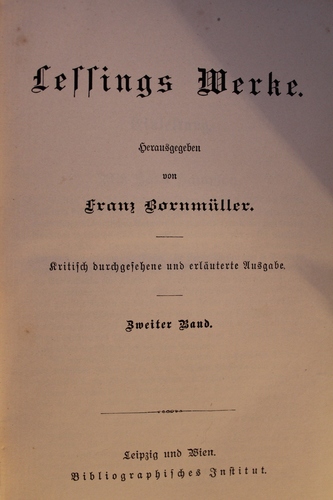 Lessings Werke.
Herausgegeben
von
Franz Bornmüller.
Kritisch durchgesehene und erläuterte Ausgabe.
Zweiter Band.
Leipzig und Wien.
Bibliographisches Institut.